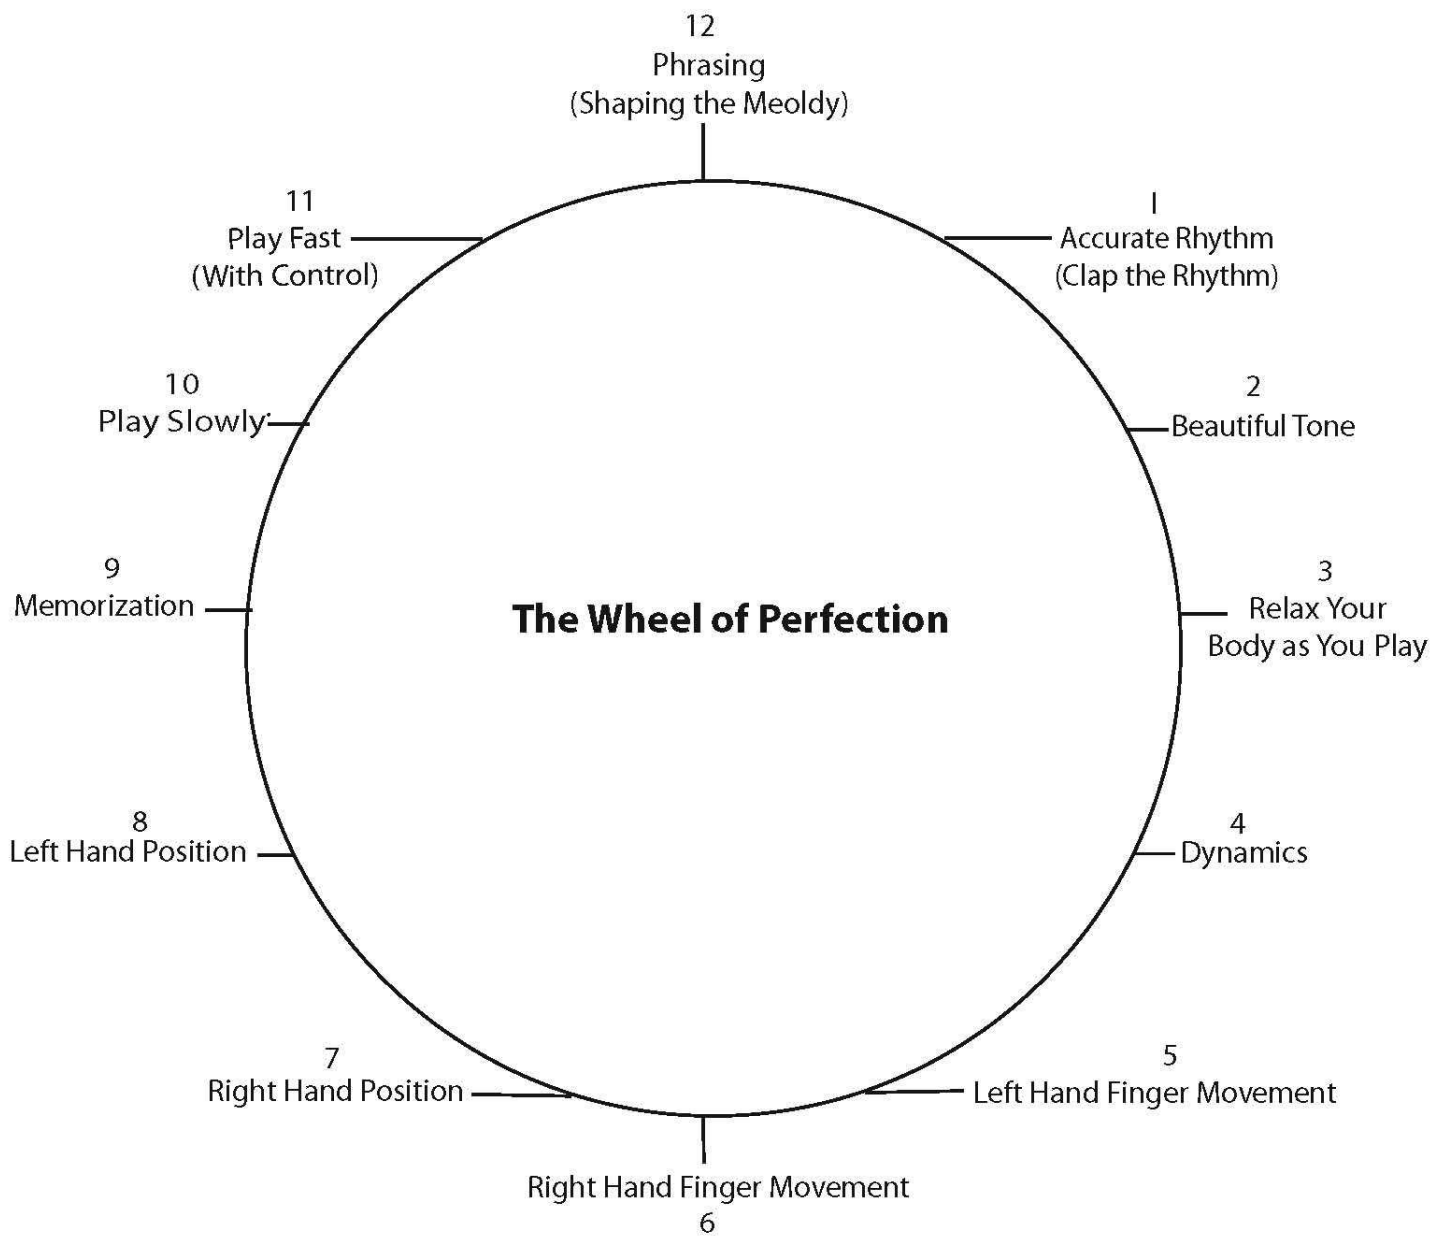 12
Phrasing
(Shaping the Meoldy)
11
Play Fast
(With Control)
1
Accurate Rhythm
(Clap the Rhythm)
10
Play Slowly
2
Beautiful Tone
9
Memorization
The Wheel of Perfection
3
Relax Your
Body as You Play
8
Left Hand Position
4
Dynamics
7
Right Hand Position
5
Left Hand Finger Movement
Right Hand Finger Movement
6